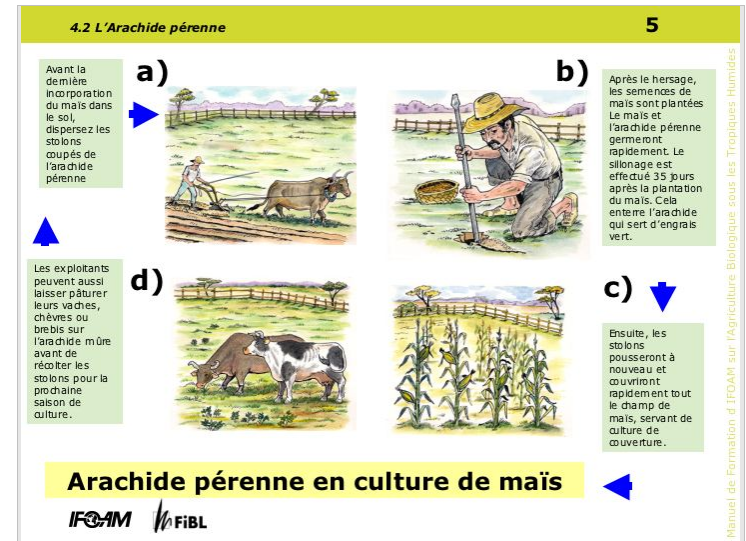 4.2 L’Arachide pérenne
5
a)
Avant la
dernière
incorporation
du maïs dans
le sol,
dispersez les
stolons
coupés de
l’arachide
pérenne
b)
Après le hersage,
les semences de
maïs sont plantées
Le maïs et
l’arachide pérenne
germeront
rapidement. Le
sillonage est
effectué 35 jours
après la plantation
du maïs. Cela
enterre l’arachide
qui sert d’engrais
vert.
c)
Ensuite, les
stolons
pousseront à
nouveau et
couvriront
rapidement tout
le champ de
maïs, servant de
culture de
couverture.
d)
Les exploitants
peuvent aussi
laisser pâturer
leurs vaches,
chèvres ou
brebis sur
l’arachide mûre
avant de
récolter les
stolons pour la
prochaine
saison de
culture.
Arachide pérenne en culture de maïs
IFOAM
FiBL
Manuel de Formation d'IFOAM sur l'Agriculture Biologique sous les Tropiques Humides